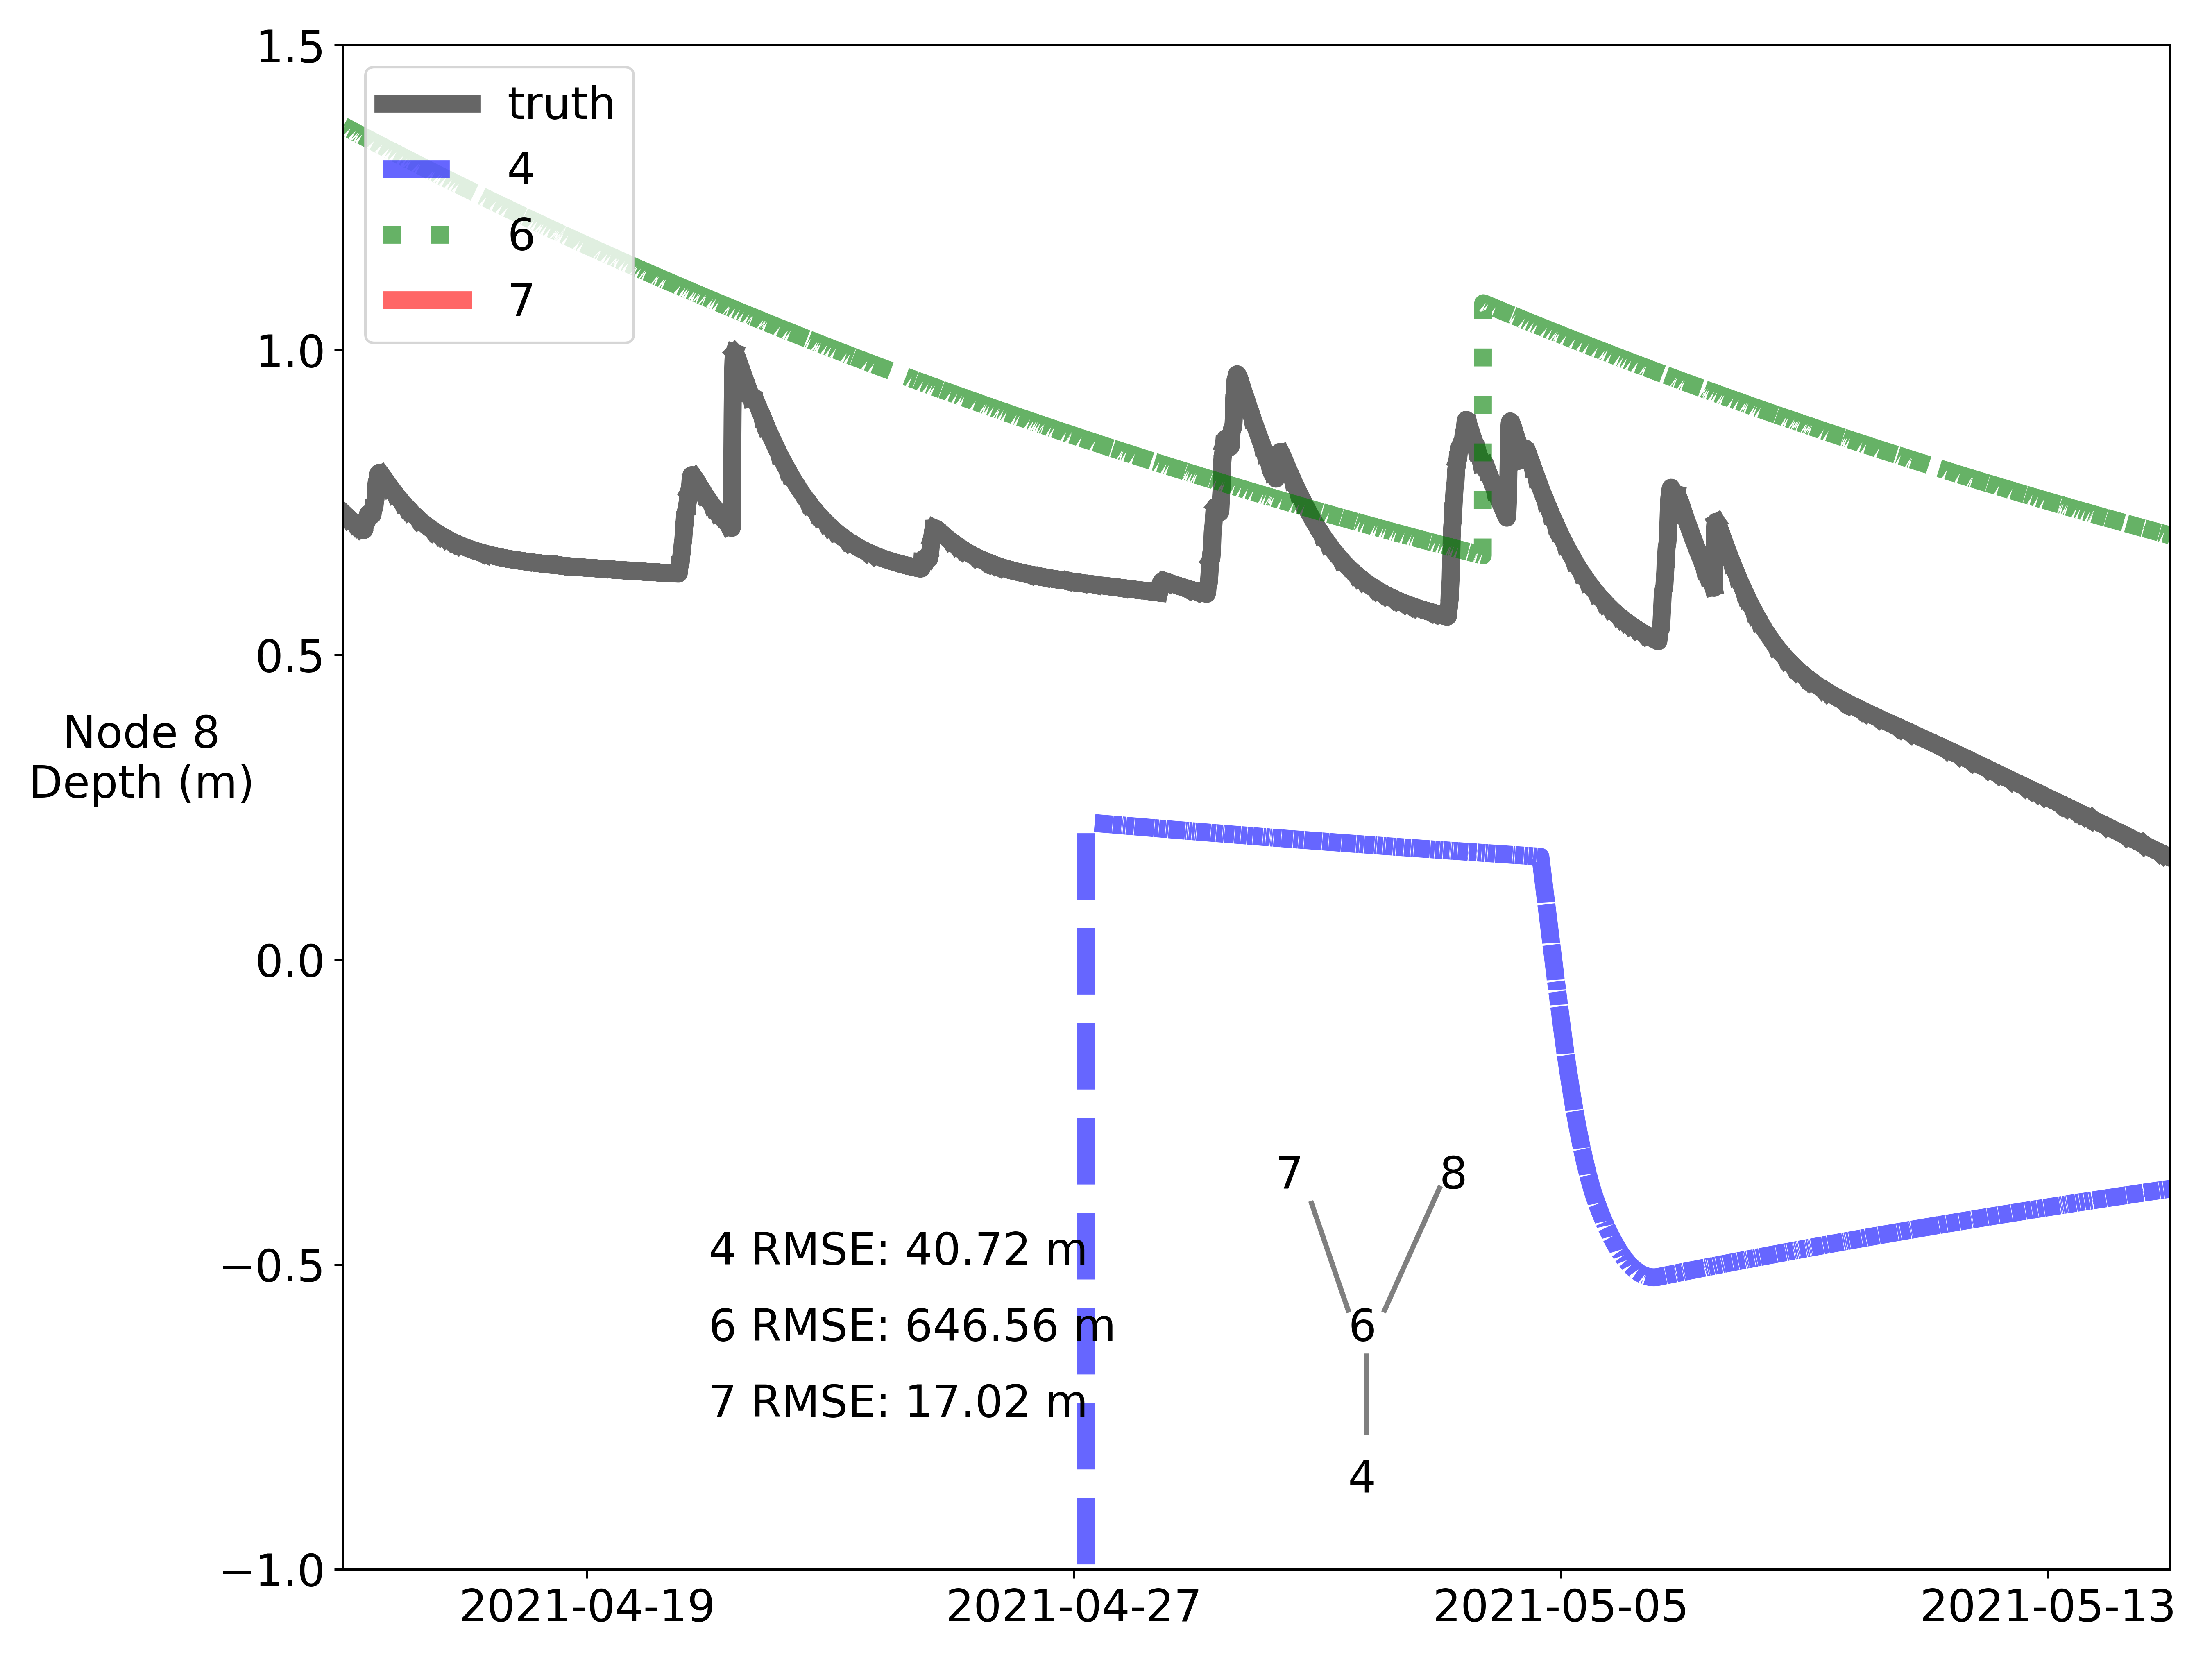 1.5
1.0
0.5
0.0
−0.5
−1.0
Node 8
Depth (m)
truth
4
6
7
4 RMSE: 40.72 m
6 RMSE: 646.56 m
7 RMSE: 17.02 m
7 8
6
4
2021-04-19 2021-04-27 2021-05-05 2021-05-13